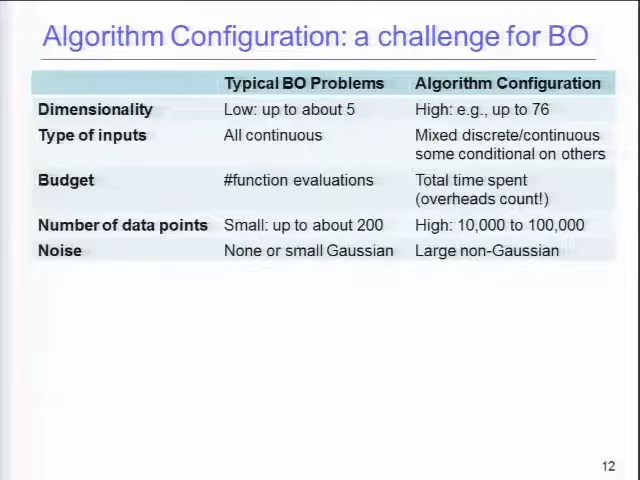 Algorithm Configuration: a challenge for BO
Typical BO Problems Algorithm Configuration
Dimensionality Low: up to about 5 High: e.g., up to 76
Type of inputs All continuous Mixed discrete/continuous
some conditional on others
Budget #function evaluations Total time spent
(overheads count!)
Number of data points Small: up to about 200 High: 10,000 to 100,000
Noise None or small Gaussian Large non-Gaussian
12